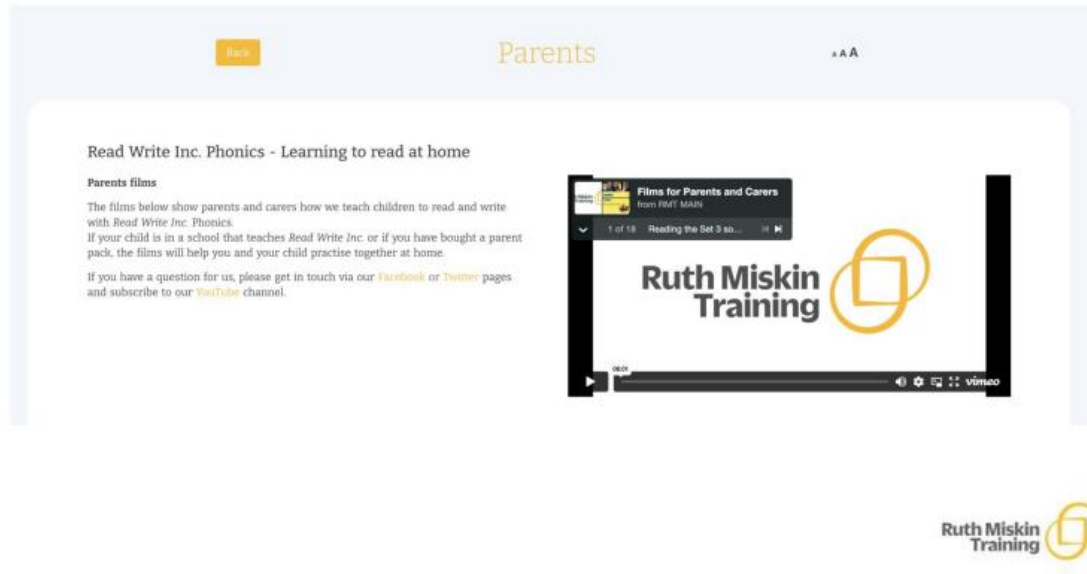 Back
Parents
A A A
Read Write Inc. Phonics - Learning to read at home
Parents films
The films below show parents and carers how we teach children to read and write
with Read Write Inc. Phonics.
If your child is in a school that teaches Read Write Inc. or if you have bought a parent
pack, the films will help you and your child practise together at home.
If you have a question for us, please get in touch via our Facebook or Twitter pages
and subscribe to our YouTube channel.
Films for Parents and Carers
from RMT MAIN
1 of 18 Reading the Set 3 so...
Ruth Miskin
Training
00:01
vimeo
Ruth Miskin
Training